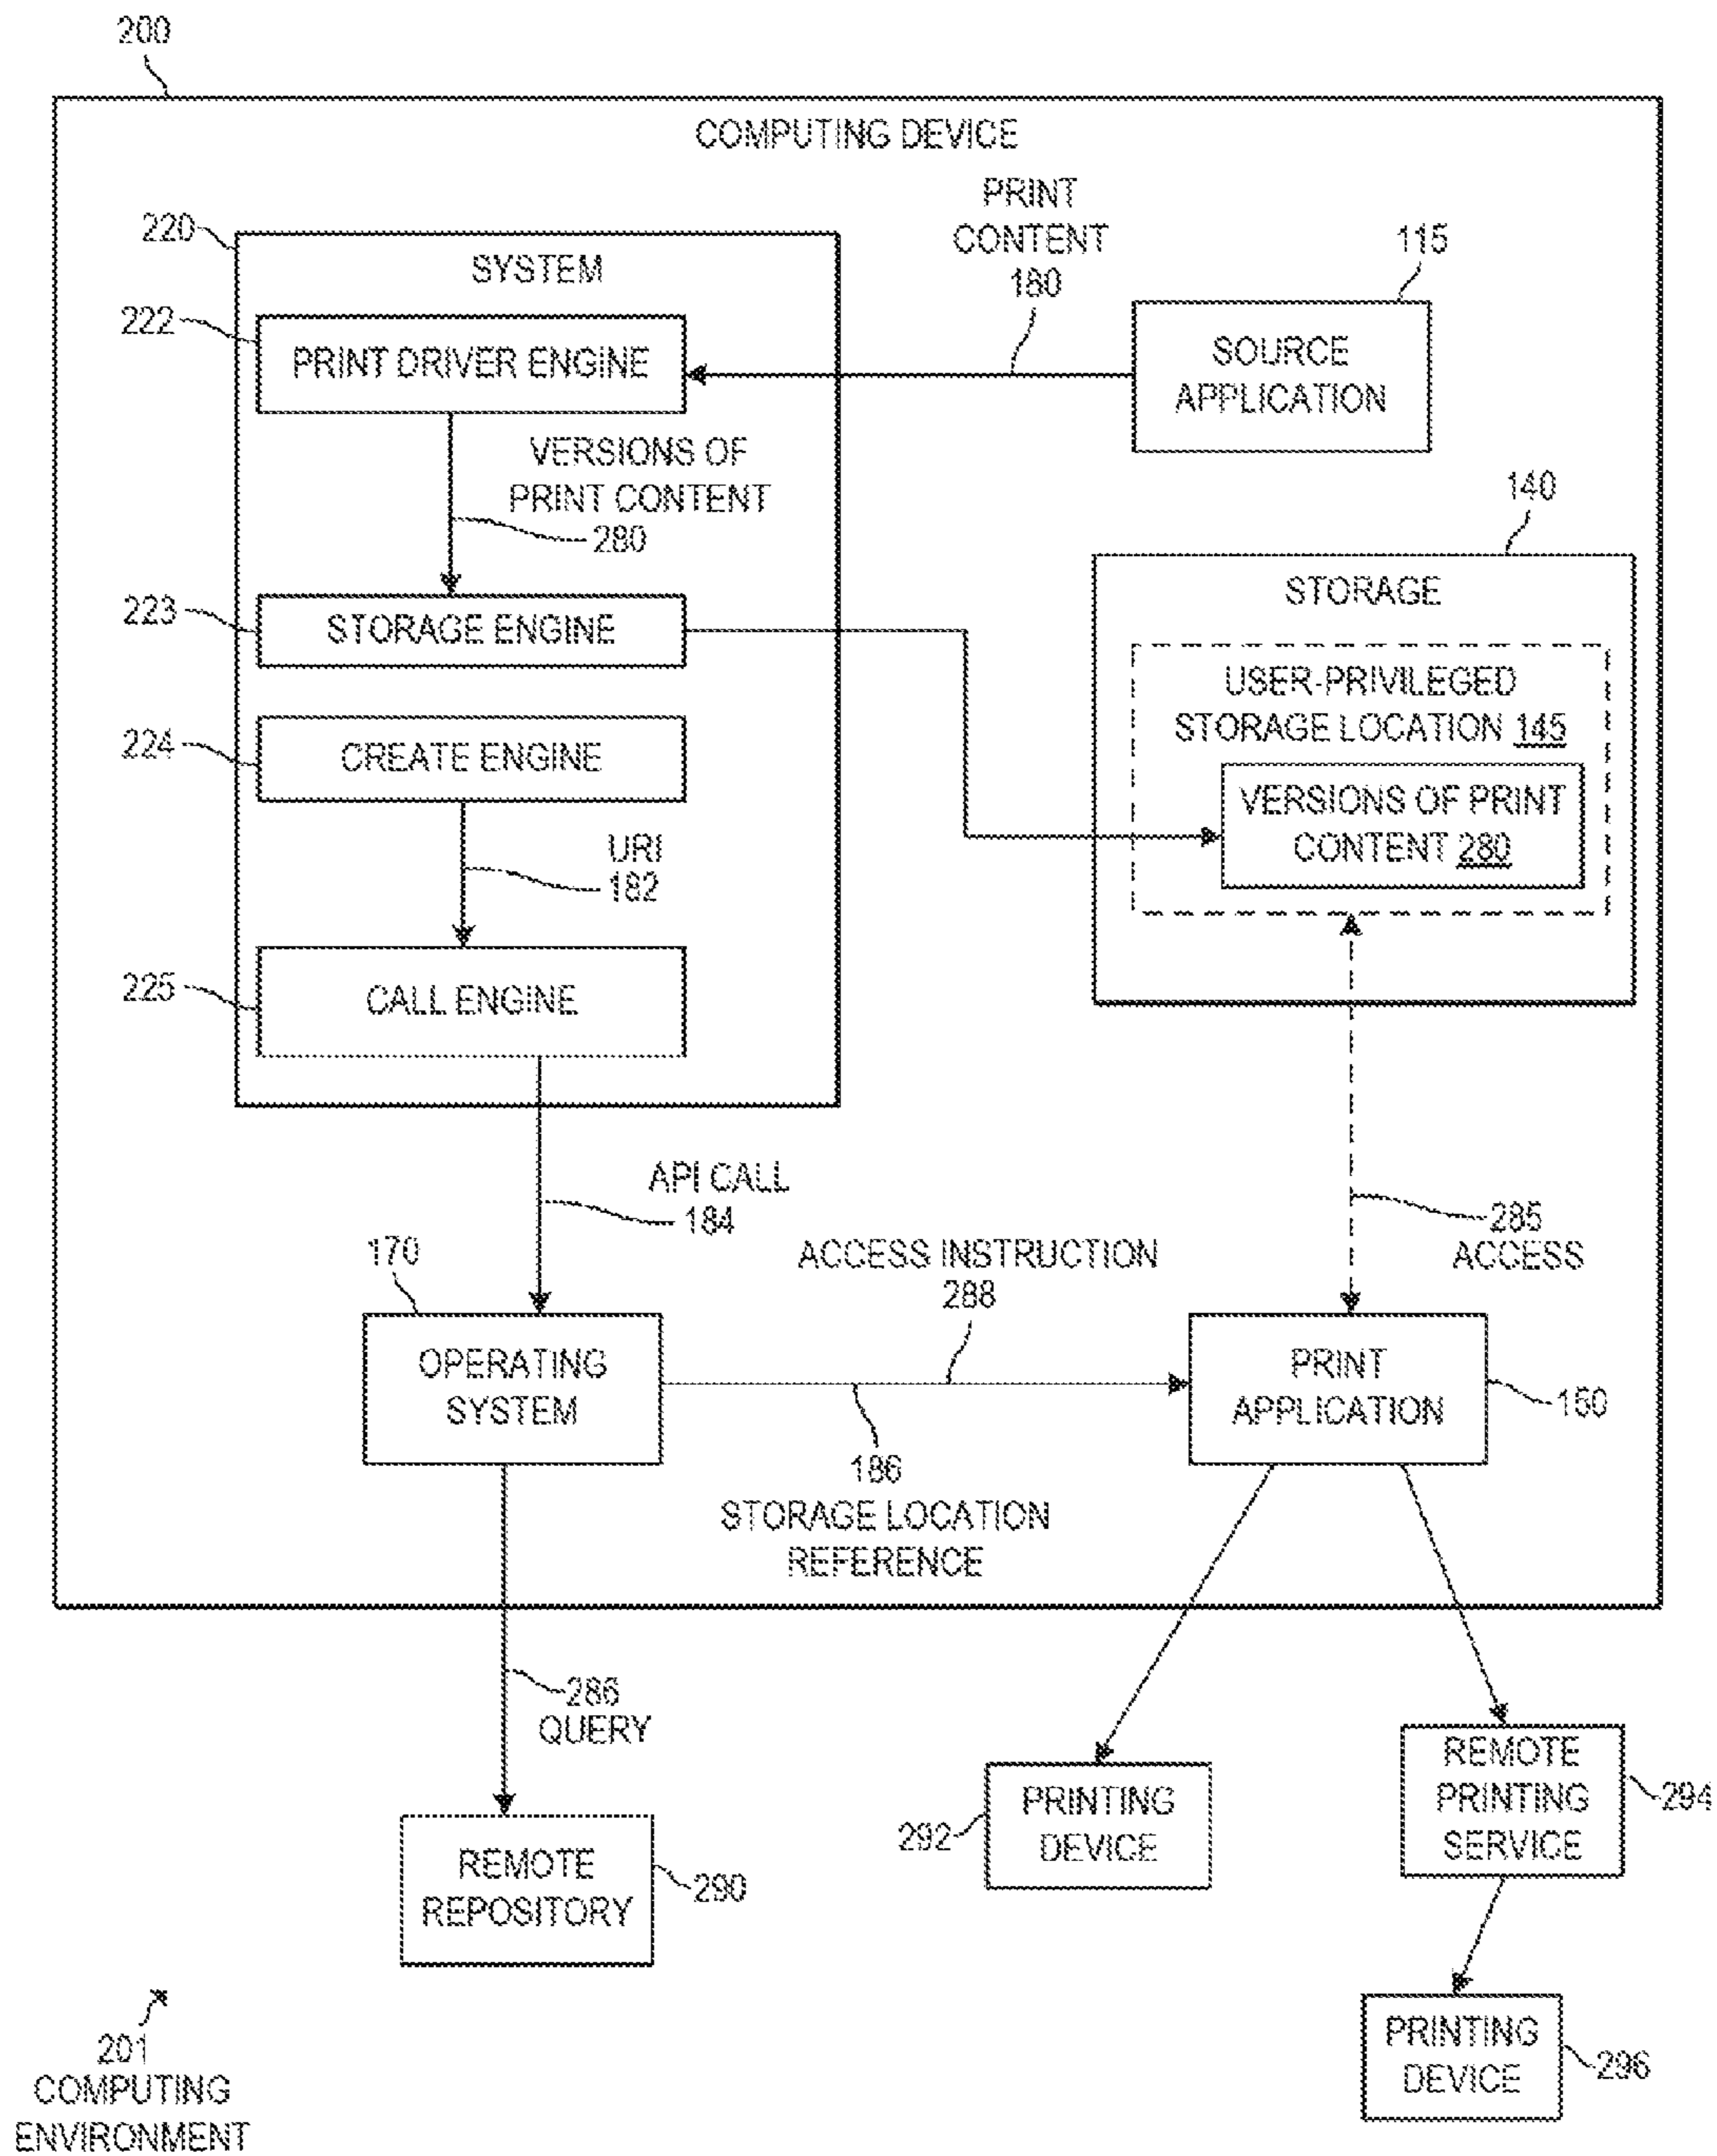 200
COMPUTING DEVICE
PRINT
CONTENT
180
220
SYSTEM
115
222
PRINT DRIVER ENGINE
SOURCE
APPLICATION
VERSIONS OF
PRINT CONTENT
280
140
STORAGE
223
STORAGE ENGINE
USER-PRIVILEGED
STORAGE LOCATION 145
224
CREATE ENGINE
VERSIONS OF PRINT
CONTENT 280
URI
182
225
CALL ENGINE
API CALL
184
285
ACCESS
170
ACCESS INSTRUCTION
288
OPERATING
SYSTEM
PRINT
APPLICATION
150
186
STORAGE LOCATION
REFERENCE
286
QUERY
REMOTE
PRINTING
SERVICE
294
PRINTING
DEVICE
292
REMOTE
REPOSITORY
290
201
COMPUTING
ENVIRONMENT
PRINTING
DEVICE
296